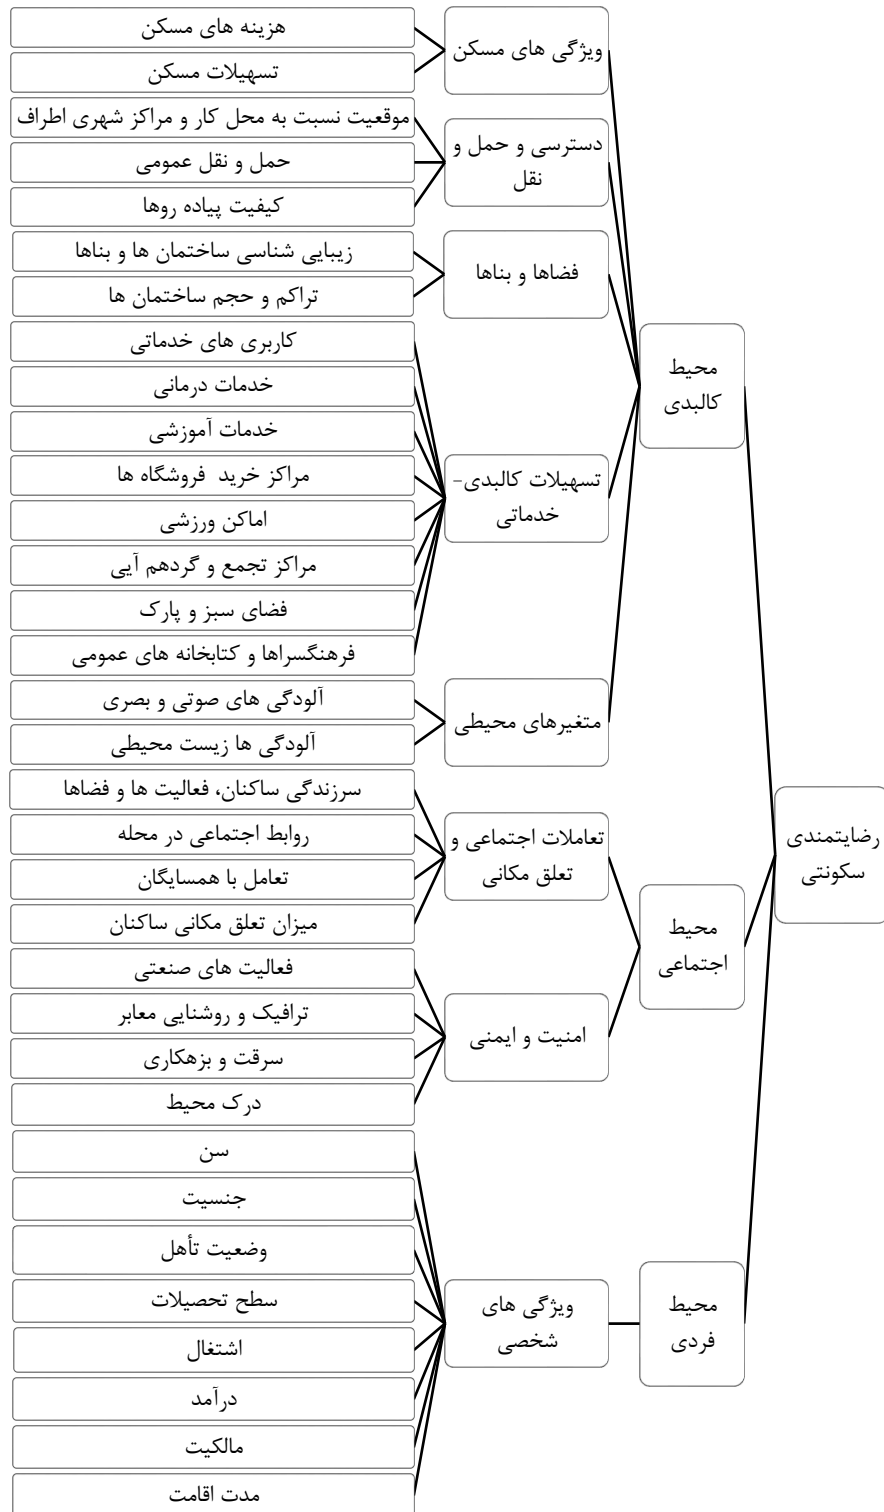 رضایتمندی
سکونتی
محیط
کالبدی
ویژگی های مسکن
هزینه های مسکن
تسهیلات مسکن
دسترسی و حمل و
نقل
موقعیت نسبت به محل کار و مراکز شهری اطراف
حمل و نقل عمومی
کیفیت پیاده روها
فضاها و بناها
زیبایی شناسی ساختمان ها و بناها
تراکم و حجم ساختمان ها
تسهیلات کالبدی-
خدماتی
کاربری های خدماتی
خدمات درمانی
خدمات آموزشی
مراکز خرید  فروشگاه ها
اماکن ورزشی
مراکز تجمع و گردهم آیی
فضای سبز و پارک
فرهنگسراها و کتابخانه های عمومی
متغیرهای محیطی
آلودگی های صوتی و بصری
آلودگی ها زیست محیطی
محیط
اجتماعی
تعاملات اجتماعی و
تعلق مکانی
سرزندگی ساکنان، فعالیت ها و فضاها
روابط اجتماعی در محله
تعامل با همسایگان
میزان تعلق مکانی ساکنان
امنیت و ایمنی
فعالیت های صنعتی
ترافیک و روشنایی معابر
سرقت و بزهکاری
درک محیط
محیط
فردی
ویژگی های
شخصی
سن
جنسیت
وضعیت تأهل
سطح تحصیلات
اشتغال
درآمد
مالکیت
مدت اقامت